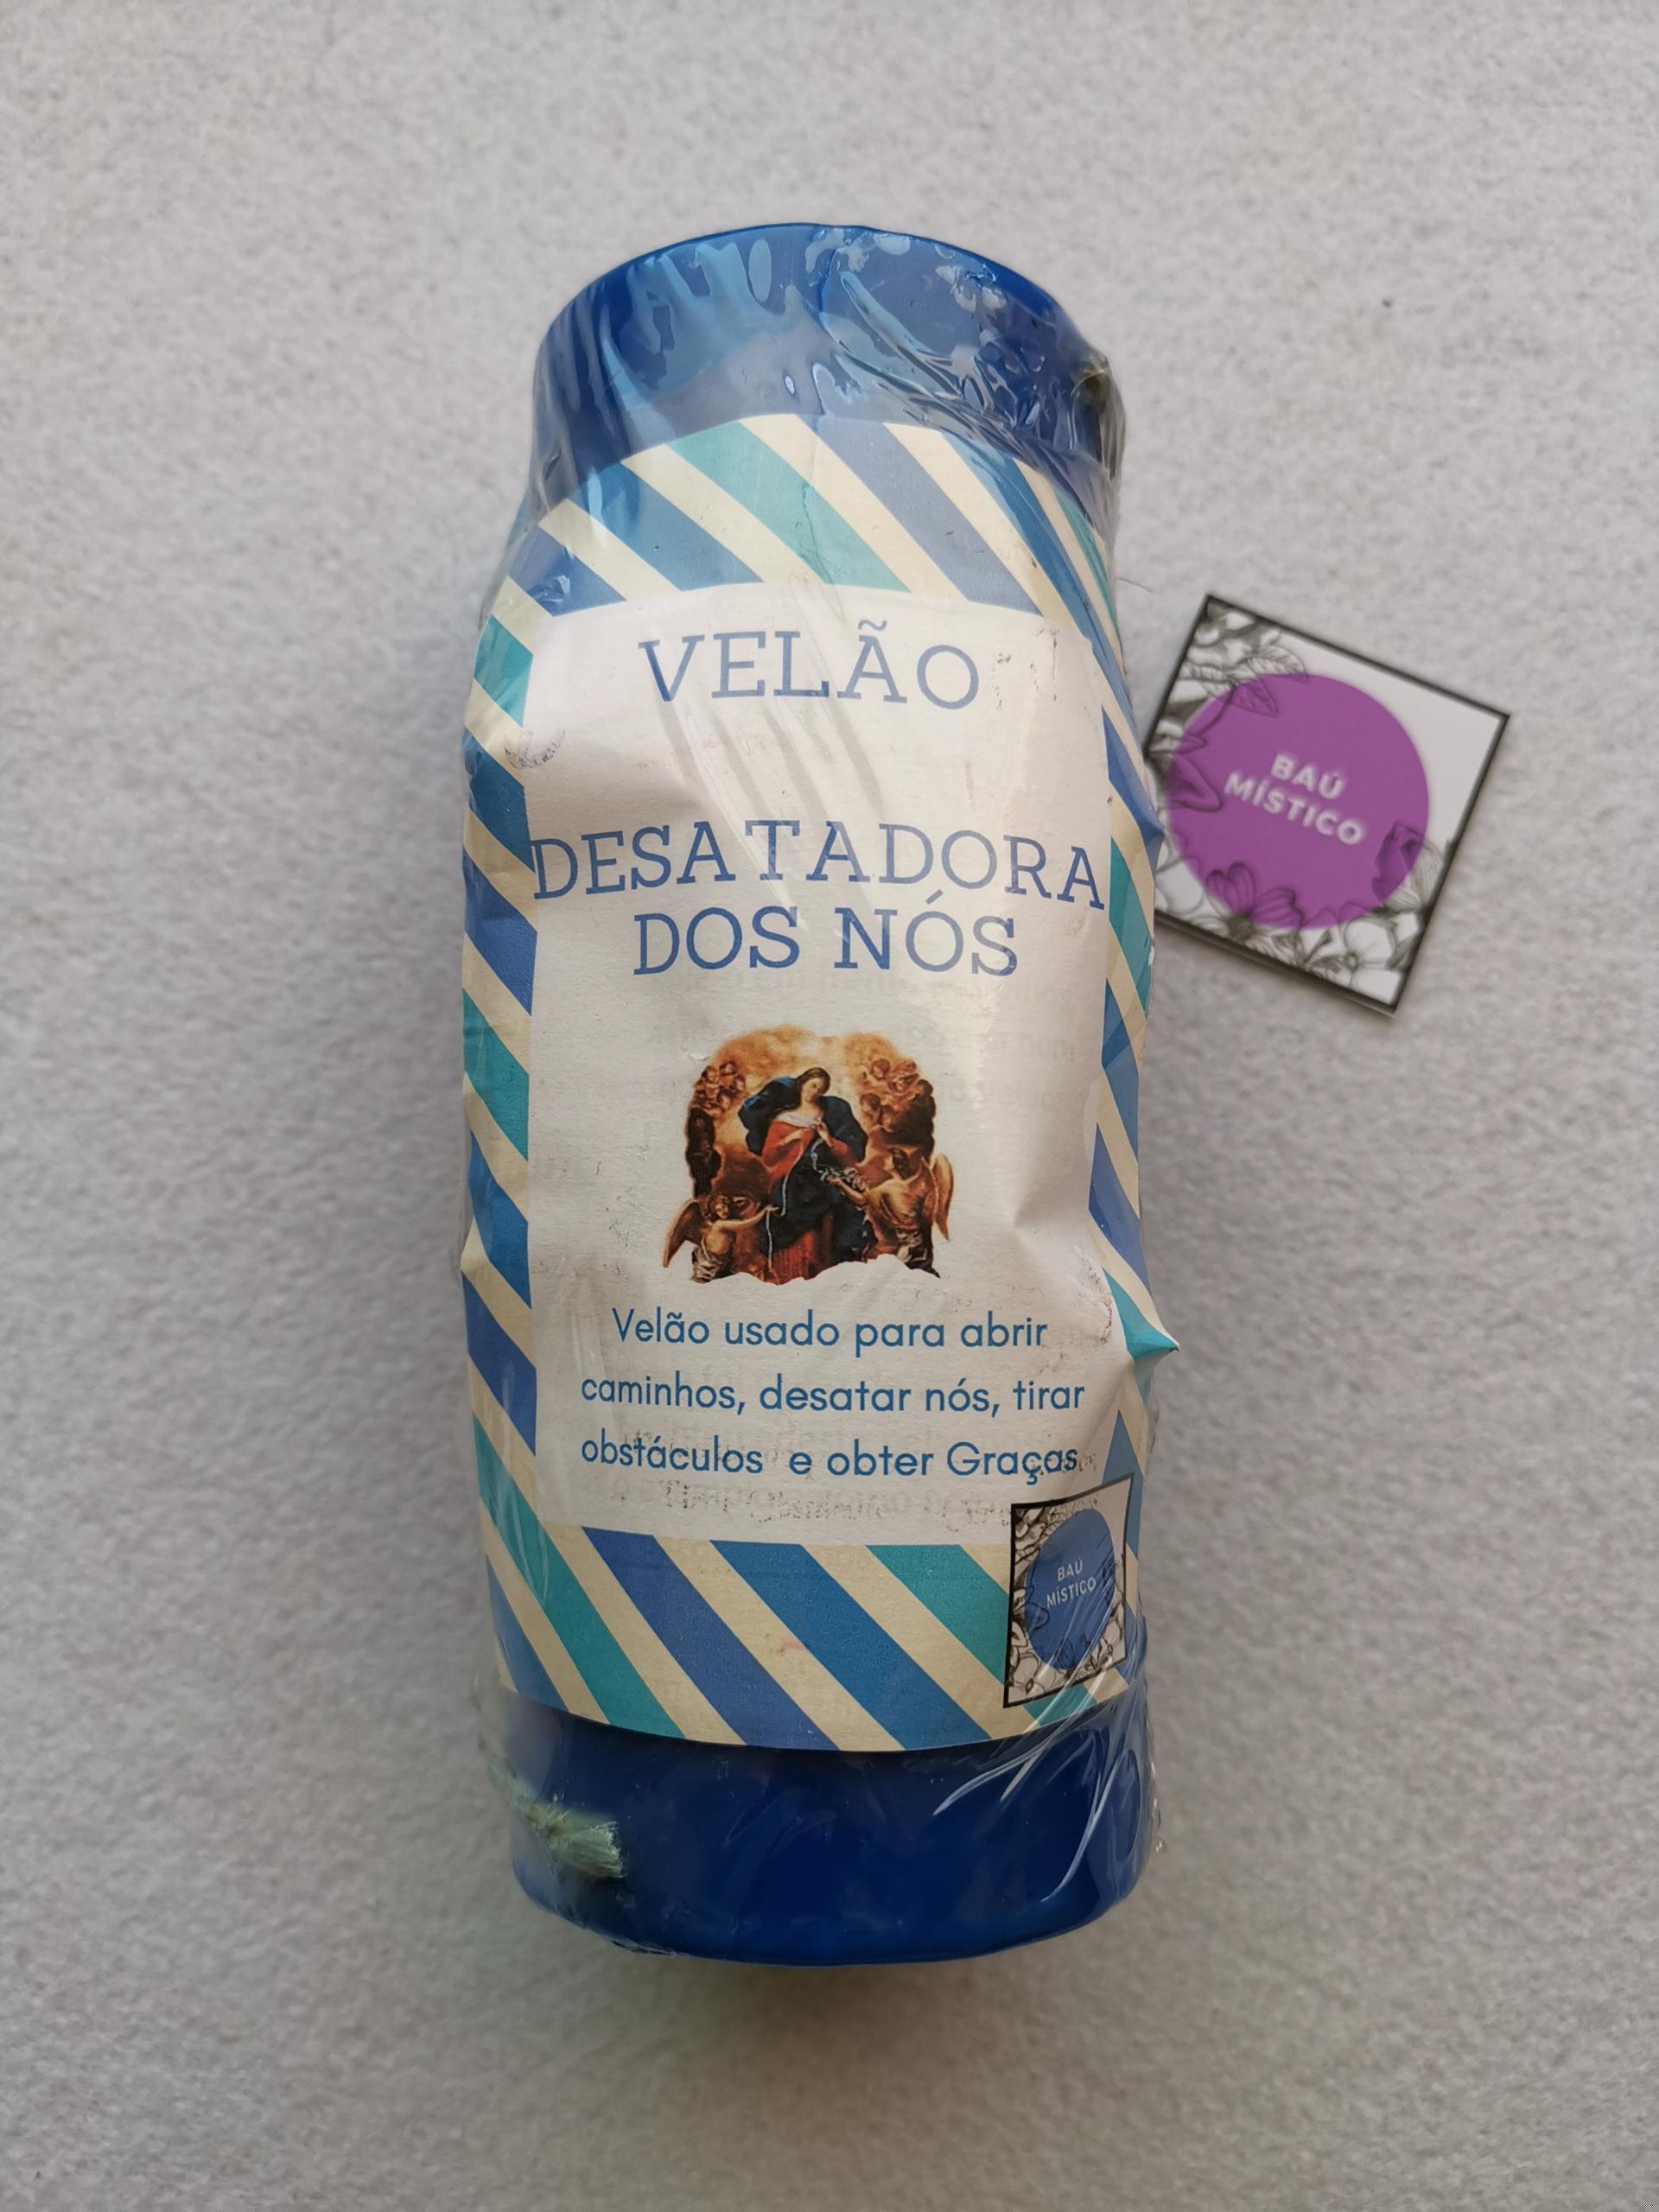 VELÃO
DESATADORA
DOS NÓS
Velão usado para abrir
caminhos, desatar nós, tirar
obstáculos e obter Graças
BAÚ
MÍSTICO
BAÚ
MÍSTICO